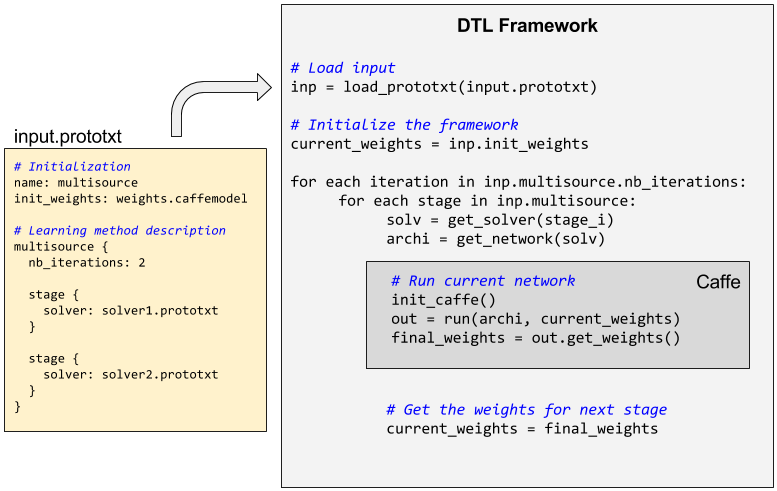 input.prototxt
# Initialization
name: multisource
init_weights: weights.caffemodel
# Learning method description
multisource {
  nb_iterations: 2
  stage {
    solver: solver1.prototxt
  }
  stage {
    solver: solver2.prototxt
  }
}
DTL Framework
# Load input
inp = load_prototxt(input.prototxt)
# Initialize the framework
current_weights = inp.init_weights
for each iteration in inp.multisource.nb_iterations:
     for each stage in inp.multisource:
          solv = get_solver(stage_i)
          archi = get_network(solv)
# Run current network
Caffe
init_caffe()
out = run(archi, current_weights)
final_weights = out.get_weights()
# Get the weights for next stage
current_weights = final_weights